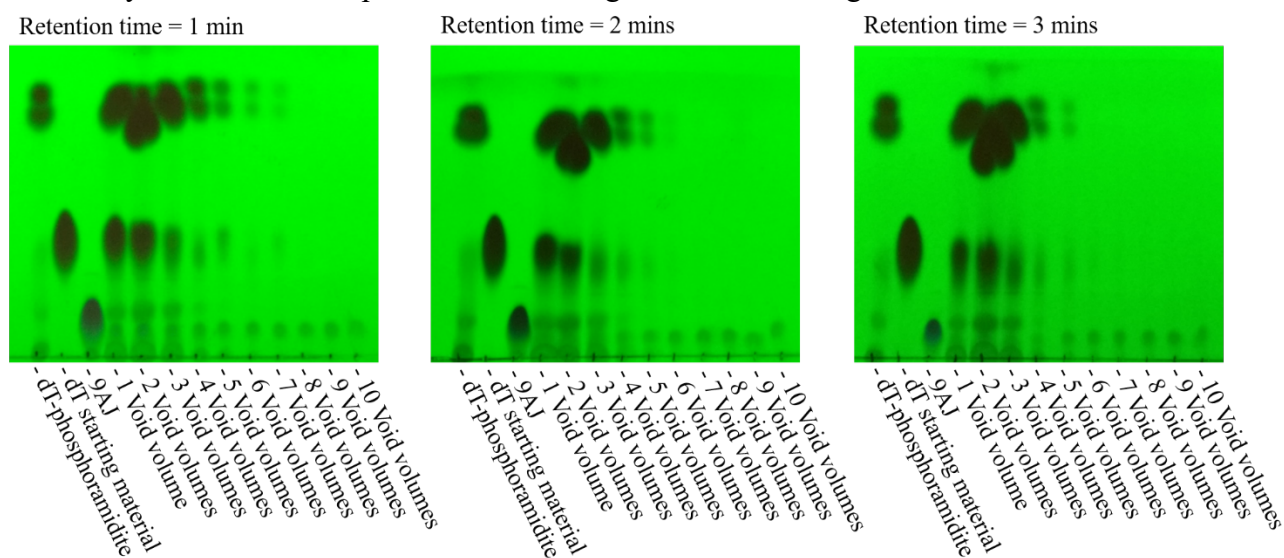 Retention time = 1 min
- dT-phosphoramidite
- dT starting material
- 9AJ
- 1 Void volume
- 2 Void volumes
- 3 Void volumes
- 4 Void volumes
- 5 Void volumes
- 6 Void volumes
- 7 Void volumes
- 8 Void volumes
- 9 Void volumes
- 10 Void volumes
Retention time = 2 mins
- dT-phosphoramidite
- dT starting material
- 9AJ
- 1 Void volume
- 2 Void volumes
- 3 Void volumes
- 4 Void volumes
- 5 Void volumes
- 6 Void volumes
- 7 Void volumes
- 8 Void volumes
- 9 Void volumes
- 10 Void volumes
Retention time = 3 mins
- dT-phosphoramidite
- dT starting material
- 9AJ
- 1 Void volume
- 2 Void volumes
- 3 Void volumes
- 4 Void volumes
- 5 Void volumes
- 6 Void volumes
- 7 Void volumes
- 8 Void volumes
- 9 Void volumes
- 10 Void volumes